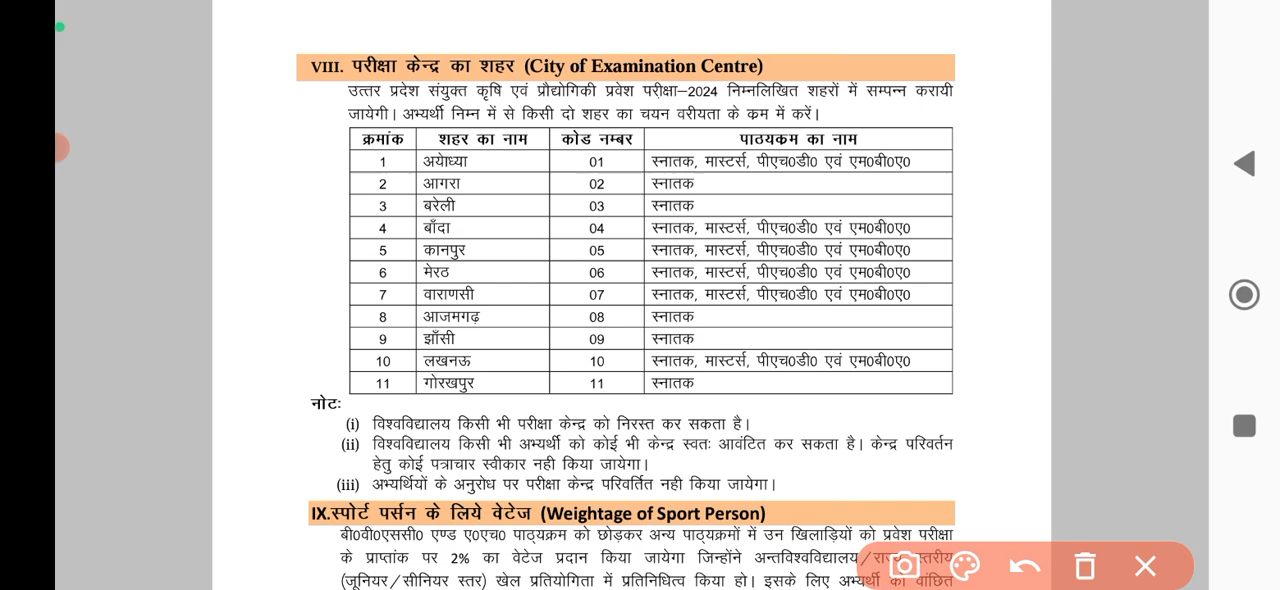 VIII. परीक्षा केन्द्र का शहर (City of Examination Centre)
उत्तर प्रदेश संयुक्त कृषि एवं प्रौद्योगिकी प्रवेश परीक्षा–2024 निम्नलिखित शहरों में सम्पन्न करायी
जायेगी। अभ्यर्थी निम्न में से किसी दो शहर का चयन वरीयता के क्रम में करें।
क्रमांक शहर का नाम कोड नम्बर पाठयक्रम का नाम
1 अयेाध्या 01 स्नातक, मास्टर्स, पीएच0डी0 एवं एम0बी0ए0
2 आगरा 02 स्नातक
3 बरेली 03 स्नातक
4 बाँदा 04 स्नातक, मास्टर्स, पीएच0डी0 एवं एम0बी0ए0
5 कानपुर 05 स्नातक, मास्टर्स, पीएच0डी0 एवं एम0बी0ए0
6 मेरठ 06 स्नातक, मास्टर्स, पीएच0डी0 एवं एम0बी0ए0
7 वाराणसी 07 स्नातक, मास्टर्स, पीएच0डी0 एवं एम0बी0ए0
8 आजमगढ़ 08 स्नातक
9 झाँसी 09 स्नातक
10 लखनऊ 10 स्नातक, मास्टर्स, पीएच0डी0 एवं एम0बी0ए0
11 गोरखपुर 11 स्नातक
नोटः
(i) विश्वविद्यालय किसी भी परीक्षा केन्द्र को निरस्त कर सकता है।
(ii) विश्वविद्यालय किसी भी अभ्यर्थी को कोई भी केन्द्र स्वतः आवंटित कर सकता है। केन्द्र परिवर्तन
हेतु कोई पत्राचार स्वीकार नही किया जायेगा।
(iii) अभ्यर्थियों के अनुरोध पर परीक्षा केन्द्र परिवर्तित नही किया जायेगा।
IX.स्पोर्ट पर्सन के लिये वेटेज (Weightage of Sport Person)
बी0वी0एससी0 एण्ड ए0एच0 पाठ्यक्रम को छोड़कर अन्य पाठ्यक्रमों में उन खिलाड़ियों को प्रवेश परीक्षा
के प्राप्तांक पर 2% का वेटेज प्रदान किया जायेगा जिन्होंने अन्तविश्वविद्यालय/
(जूनियर/सीनियर स्तर) खेल प्रतियोगिता में प्रतिनिधित्व किया हो। इसके लिए